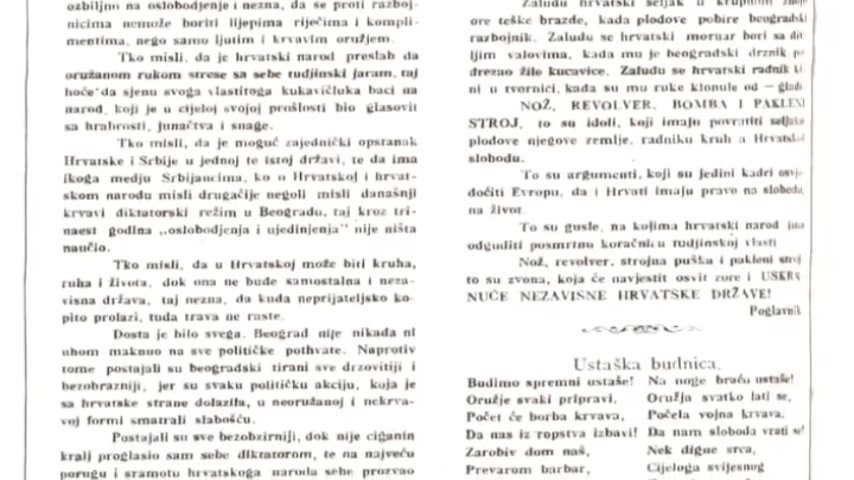 ozbiljno na oslobodjenje i nezna, da se proti razboj-
nicima nemože boriti lijepima riječima i kompli-
mentima, nego samo ljutim i krvavim oružjem.
Tko misli, da je hrvatski narod preslab da
oružanom rukom strese sa sebe tudjinski jaram, taj
hoće da sjenu svoga vlastitoga kukavičluka baci na
narod, koji je u cijeloj svojoj prošlosti bio glasovit
sa hrabrosti, junačtva i snage.
Tko misli, da je moguć zajednički opstanak
Hrvatske i Srbije u jednoj te istoj državi, te da ima
ikoga medju Srbijancima, ko o Hrvatskoj i hrvat-
skom narodu misli drugačije negoli misli današnji
krvavi diktatorski režim u Beogradu, taj kroz tri-
naest godina „oslobodjenja i ujedinjenja" nije ništa
naučio.
Tko misli, da u Hrvatskoj može biti kruha,
ruha i života, dok ona ne bude samostalna i neza-
visna država, taj nezna, da kuda neprijateljsko ko-
pito prolazi, tuda trava ne raste.
Dosta je bilo svega. Beograd nije nikada ni
uhom maknuo na sve političke pothvate. Naprotiv
tome postajali su beogradski tirani sve drzovitiji i
bezobrazniji, jer su svaku političku akciju, koja je
sa hrvatske strane dolazila, u neoružanoj i nekrva-
voj formi smatrali slabošću.
Postajali su sve bezobzirniji, dok nije ciganin
kralj proglasio sam sebe diktatorom, te na najveću
porugu i sramotu hrvatskoga naroda sebe prozvao
Zaludu hrvatski seljak u krupnom znoje
ore teške brazde, kada plodove pobire beogradski
razbojnik. Zaludu se hrvatski mornar bori sa
ljim valovima, kada mu je beogradski drznik
drezao žile kucavice. Zaludu se hrvatski radnik
ni u tvornici, kada su mu ruke klonule od — gladi
NOŽ, REVOLVER, BOMBA I PAKLENI
STROJ, to su idoli, koji imaju povratiti seljaku
plodove njegove zemlje, radniku kruh a Hrvatskoj
slobodu.
To su argumenti, koji su jedini kadri osvje-
dočiti Evropu, da i Hrvati imaju pravo na slobodu,
na život.
To su gusle, na kojima hrvatski narod ima
odguditi posmrtnu koračnicu tudjinskoj vlasti.
Nož, revolver, strojna puška i pakleni stroj
to su zvona, koja će navjestit osvit zore i USKRS
NUĆE NEZAVISNE HRVATSKE DRŽAVE!
Poglavnik
Ustaška budnica.
Budimo spremni ustaše!
Oružje svaki pripravi,
Počet će borba krvava,
Da nas iz ropstva izbavi!
Zarobiv dom naš,
Prevarom barbar,
Na noge braćo ustaše!
Oružja svatko lati se,
Počela vojna krvava,
Da nam sloboda vrati se!
Nek digne srca,
Cijeloga svijesnog